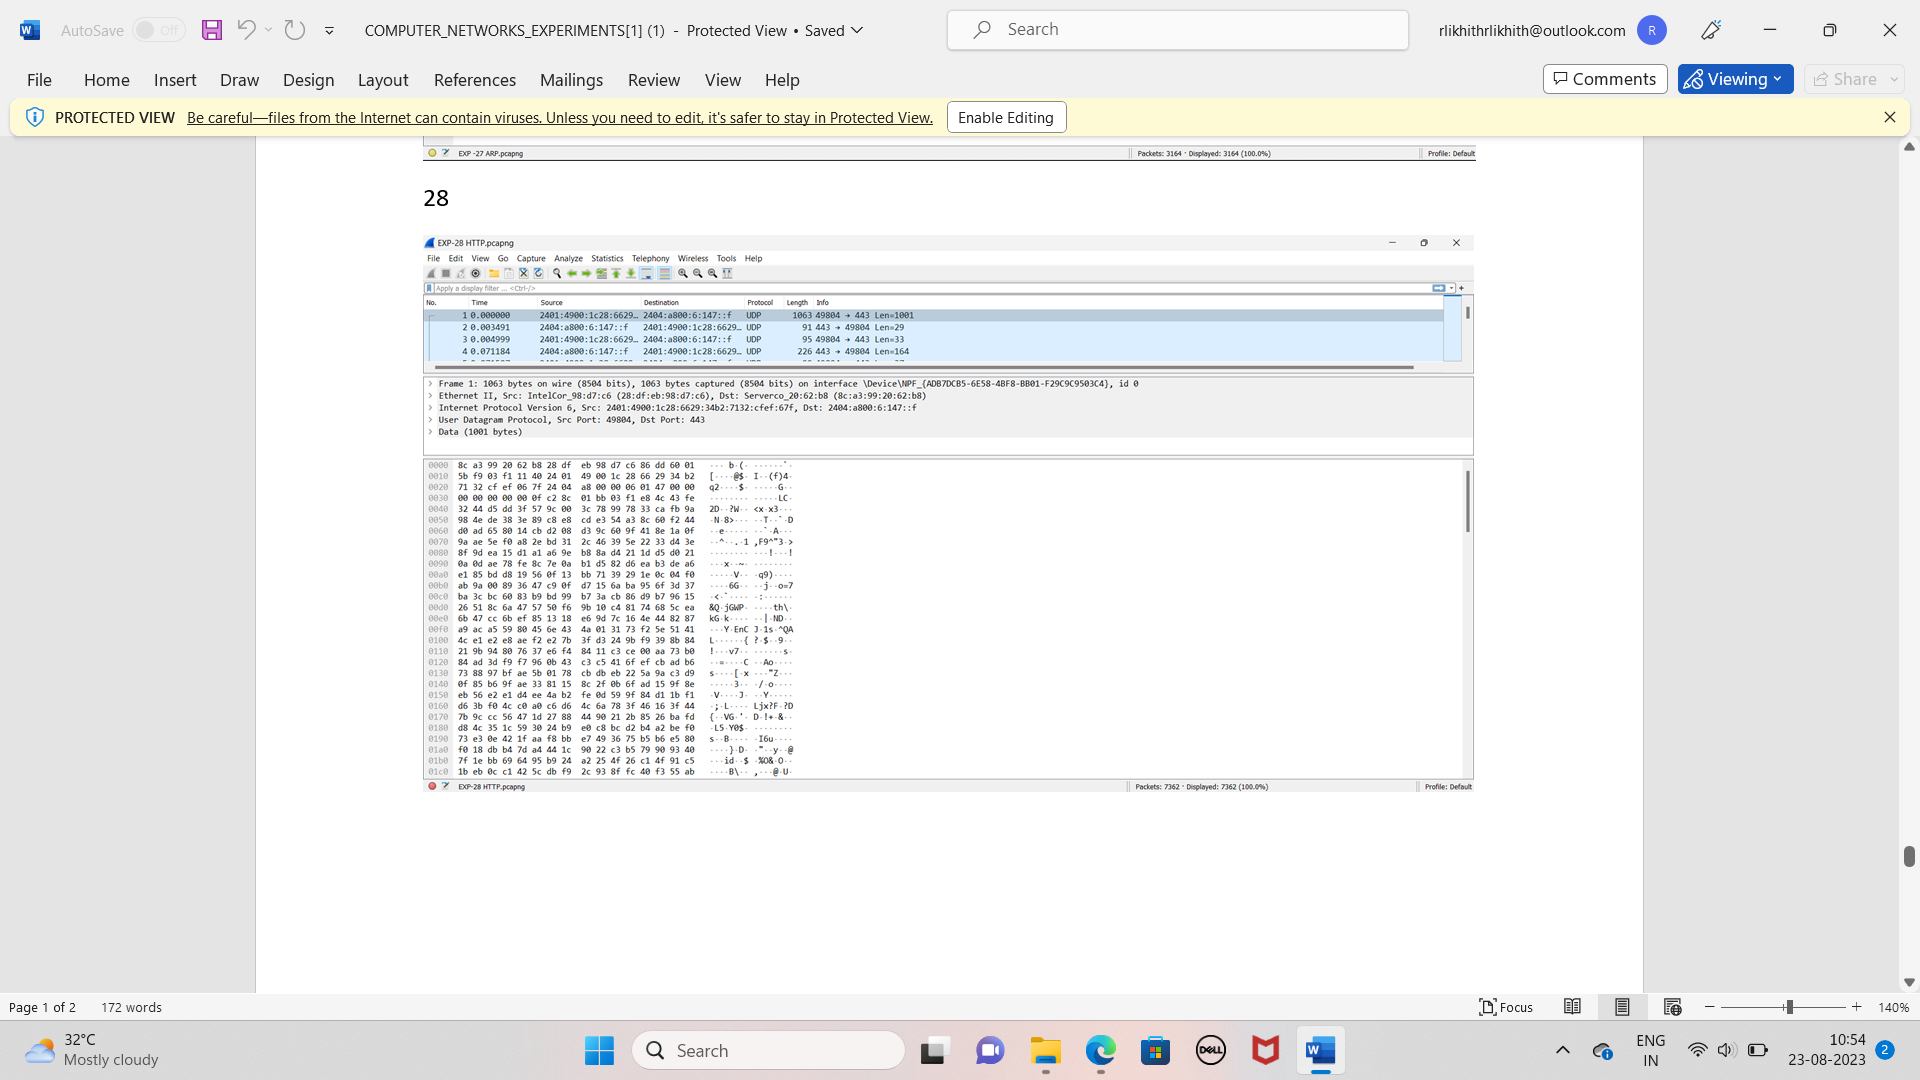 AutoSave Off COMPUTER_NETWORKS_EXPERIMENTS[1] (1) - Protected View • Saved Search rlikhithrlikhith@outlook.com R
File Home Insert Draw Design Layout References Mailings Review View Help Comments Viewing Share
PROTECTED VIEW Be careful—files from the Internet can contain viruses. Unless you need to edit, it's safer to stay in Protected View. Enable Editing
EXP -27 ARP.pcapng Packets: 3164 · Displayed: 3164 (100.0%) Profile: Default
28
EXP-28 HTTP.pcapng
File Edit View Go Capture Analyze Statistics Telephony Wireless Tools Help
Apply a display filter ... <Ctrl-/>
No. Time Source Destination Protocol Length Info
1 0.000000 2401:4900:1c28:6629… 2404:a800:6:147::f UDP 1063 49804 → 443 Len=1001
2 0.003491 2404:a800:6:147::f 2401:4900:1c28:6629… UDP 91 443 → 49804 Len=29
3 0.004999 2401:4900:1c28:6629… 2404:a800:6:147::f UDP 95 49804 → 443 Len=33
4 0.071184 2404:a800:6:147::f 2401:4900:1c28:6629… UDP 226 443 → 49804 Len=164
Frame 1: 1063 bytes on wire (8504 bits), 1063 bytes captured (8504 bits) on interface \Device\NPF_{ADB7DCB5-6E58-4BF8-BB01-F29C9C9503C4}, id 0
Ethernet II, Src: IntelCor_98:d7:c6 (28:df:eb:98:d7:c6), Dst: Serverco_20:62:b8 (8c:a3:99:20:62:b8)
Internet Protocol Version 6, Src: 2401:4900:1c28:6629:34b2:7132:cfef:67f, Dst: 2404:a800:6:147::f
User Datagram Protocol, Src Port: 49804, Dst Port: 443
Data (1001 bytes)
0000 8c a3 99 20 62 b8 28 df eb 98 d7 c6 86 dd 60 01
0010 5b f9 03 f1 11 40 24 01 49 00 1c 28 66 29 34 b2
0020 71 32 cf ef 06 7f 24 04 a8 00 00 06 01 47 00 00
0030 00 00 00 00 00 0f c2 8c 01 bb 03 f1 e8 4c 43 fe
0040 32 44 d5 dd 3f 57 9c 00 3c 78 99 78 33 ca fb 9a
0050 98 4e de 38 3e 89 c8 e8 cd e3 54 a3 8c 60 f2 44
0060 d0 ad 65 80 14 cb d2 08 d3 9c 60 9f 41 8e 1a 0f
0070 9a ae 5e f0 a8 2e bd 31 2c 46 39 5e 22 33 d4 3e
0080 8f 9d ea 15 d1 a1 a6 9e b8 8a d4 21 1d d5 d0 21
0090 0a 0d ae 78 fe 8c 7e 0a b1 d5 82 d6 ea b3 de a6
00a0 e1 85 bd d8 19 56 0f 13 bb 71 39 29 1e 0c 04 f0
00b0 ab 9a 00 89 36 47 c9 0f d7 15 6a ba 95 6f 3d 37
00c0 ba 3c bc 60 83 b9 bd 99 b7 3a cb 86 d9 b7 96 15
00d0 26 51 8c 6a 47 57 50 f6 9b 10 c4 81 74 68 5c ea
00e0 6b 47 cc 6b ef 85 13 18 e6 9d 7c 16 4e 44 82 87
00f0 a9 ac a5 59 80 45 6e 43 4a 01 31 73 f2 5e 51 41
0100 4c e1 e2 e8 ae f2 e2 7b 3f d3 24 9b f9 39 8b 84
0110 21 9b 94 80 76 37 e6 f4 84 11 c3 ce 00 aa 73 b0
0120 84 ad 3d f9 f7 96 0b 43 c3 c5 41 6f ef cb ad b6
0130 73 88 97 bf ae 5b 01 78 cb db eb 22 5a 9a c3 d9
0140 0f 85 b6 9f ae 33 81 15 8c 2f 0b 6f ad 15 9f 8e
0150 eb 56 e2 e1 d4 ee 4a b2 fe 0d 59 9f 84 d1 1b f1
0160 d6 3b f0 4c c0 a0 c6 d6 4c 6a 78 3f 46 16 3f 44
0170 7b 9c cc 56 47 1d 27 88 44 90 21 2b 85 26 ba fd
0180 d8 4c 35 1c 59 30 24 b9 e0 c8 bc d2 b4 a2 be f0
0190 73 e3 0e 42 1f aa f8 bb e7 49 36 75 b5 b6 e5 80
01a0 f0 18 db b4 7d a4 44 1c 90 22 c3 b5 79 90 93 40
01b0 7f 1e bb 69 64 95 b9 24 a2 25 4f 26 c1 4f 91 c5
01c0 1b eb 0c c1 42 5c db f9 2c 93 8f fc 40 f3 55 ab
EXP-28 HTTP.pcapng Packets: 7362 · Displayed: 7362 (100.0%) Profile: Default
Page 1 of 2 172 words Focus 140%
32°C
Mostly cloudy
Search
DELL
ENG
IN
10:54
23-08-2023
2